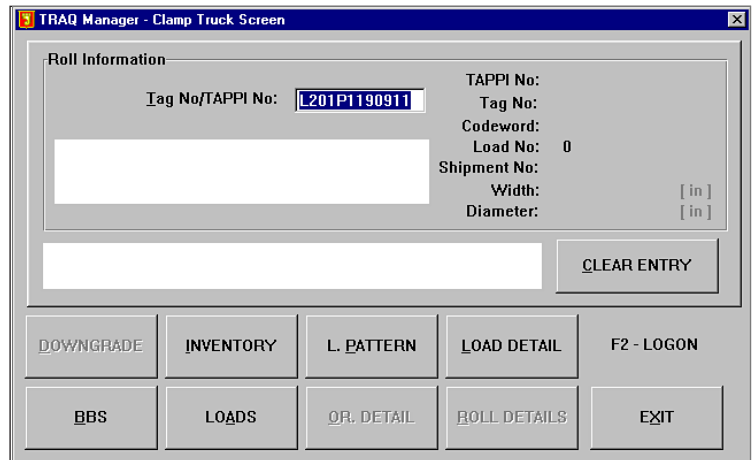 TRAQ Manager - Clamp Truck Screen
Roll Information
Tag No/TAPPI No: L201P1190911
TAPPI No:
Tag No:
Codeword:
Load No: 0
Shipment No:
Width: [ in ]
Diameter: [ in ]
CLEAR ENTRY
DOWNGRADE INVENTORY L. PATTERN LOAD DETAIL F2 - LOGON
BBS LOADS OR. DETAIL ROLL DETAILS EXIT